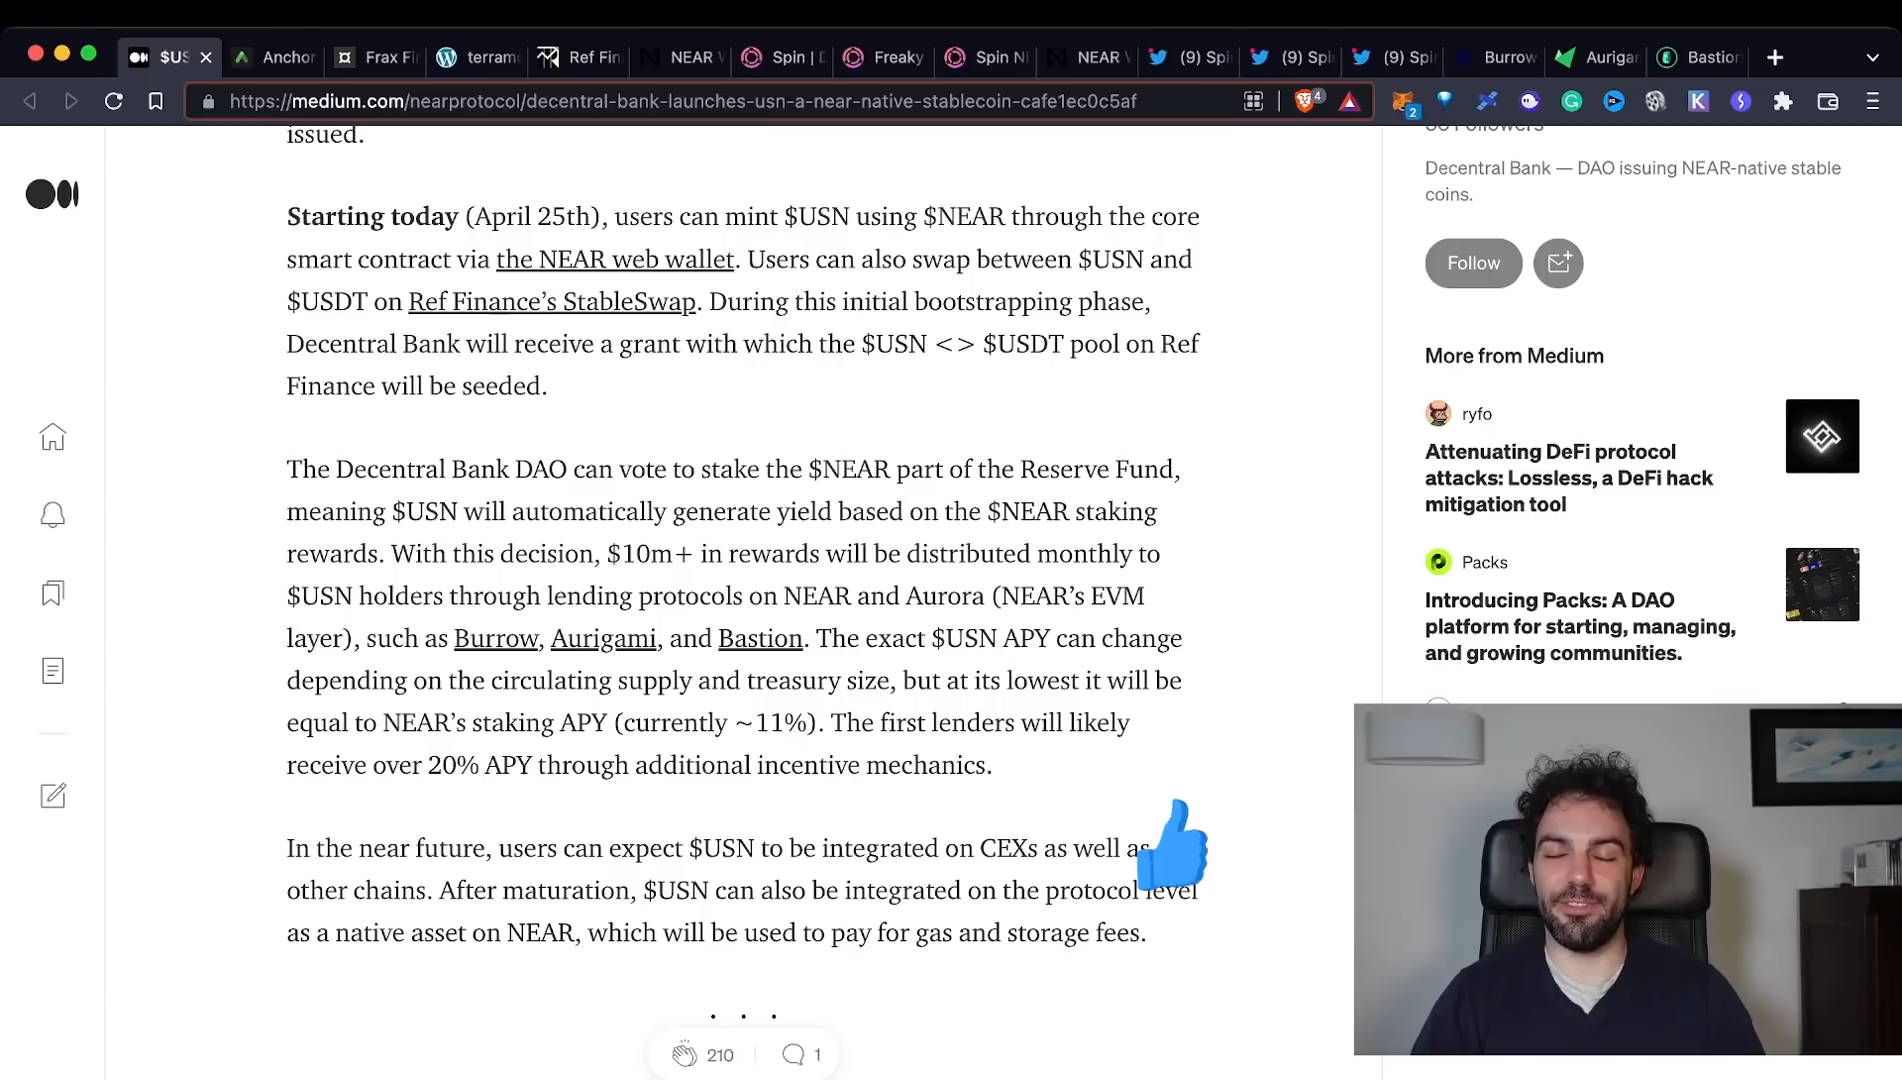 $US
Anchor
Frax Fi
terram
Ref Fin
NEAR
Spin | D
Freaky
Spin NE
NEAR
(9) Spi
(9) Spi
(9) Spi
Burrow
Auriga
Bastion
https://medium.com/nearprotocol/decentral-bank-launches-usn-a-near-native-stablecoin-cafe1ec0c5af
4
2
issued.
Starting today (April 25th), users can mint $USN using $NEAR through the core
smart contract via the NEAR web wallet. Users can also swap between $USN and
$USDT on Ref Finance’s StableSwap. During this initial bootstrapping phase,
Decentral Bank will receive a grant with which the $USN <> $USDT pool on Ref
Finance will be seeded.
The Decentral Bank DAO can vote to stake the $NEAR part of the Reserve Fund,
meaning $USN will automatically generate yield based on the $NEAR staking
rewards. With this decision, $10m+ in rewards will be distributed monthly to
$USN holders through lending protocols on NEAR and Aurora (NEAR’s EVM
layer), such as Burrow, Aurigami, and Bastion. The exact $USN APY can change
depending on the circulating supply and treasury size, but at its lowest it will be
equal to NEAR’s staking APY (currently ~11%). The first lenders will likely
receive over 20% APY through additional incentive mechanics.
In the near future, users can expect $USN to be integrated on CEXs as well as
other chains. After maturation, $USN can also be integrated on the protocol level
as a native asset on NEAR, which will be used to pay for gas and storage fees.
. . .
210
1
Followers
Decentral Bank — DAO issuing NEAR-native stable
coins.
Follow
More from Medium
ryfo
Attenuating DeFi protocol
attacks: Lossless, a DeFi hack
mitigation tool
Packs
Introducing Packs: A DAO
platform for starting, managing,
and growing communities.